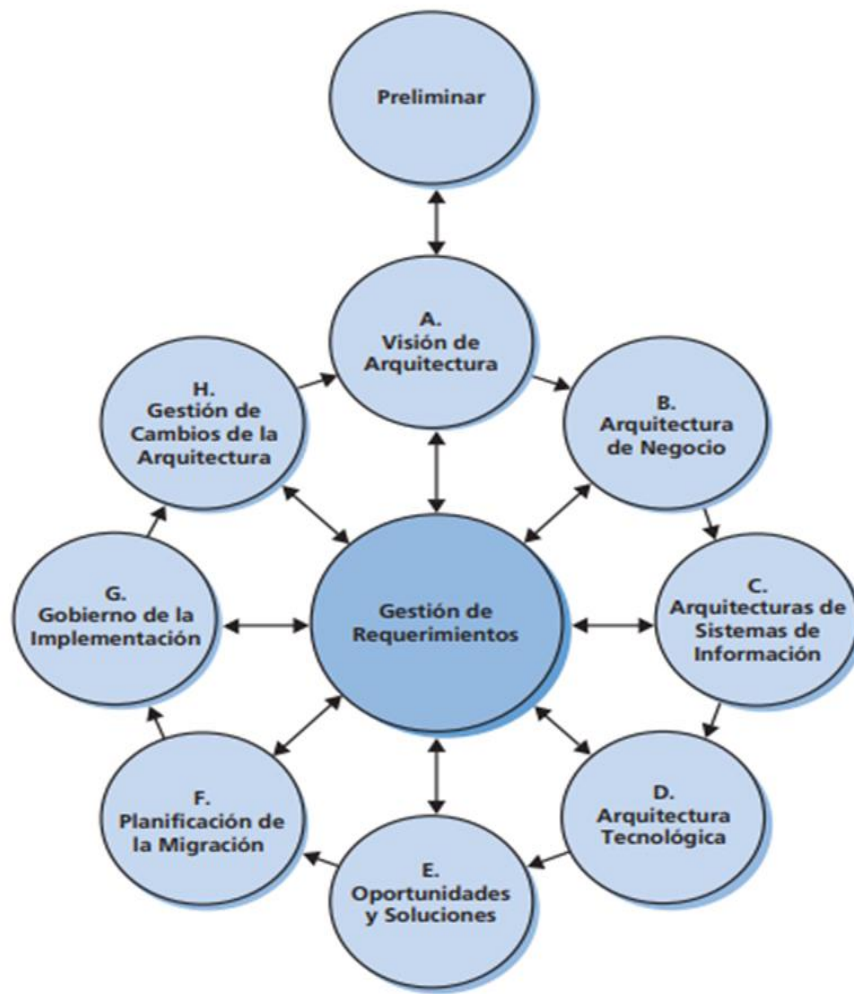 Preliminar
A.
Visión de
Arquitectura
B.
Arquitectura
de Negocio
C.
Arquitecturas de
Sistemas de
Información
D.
Arquitectura
Tecnológica
E.
Oportunidades
y Soluciones
F.
Planificación de
la Migración
G.
Gobierno de la
Implementación
H.
Gestión de
Cambios de la
Arquitectura
Gestión de
Requerimientos